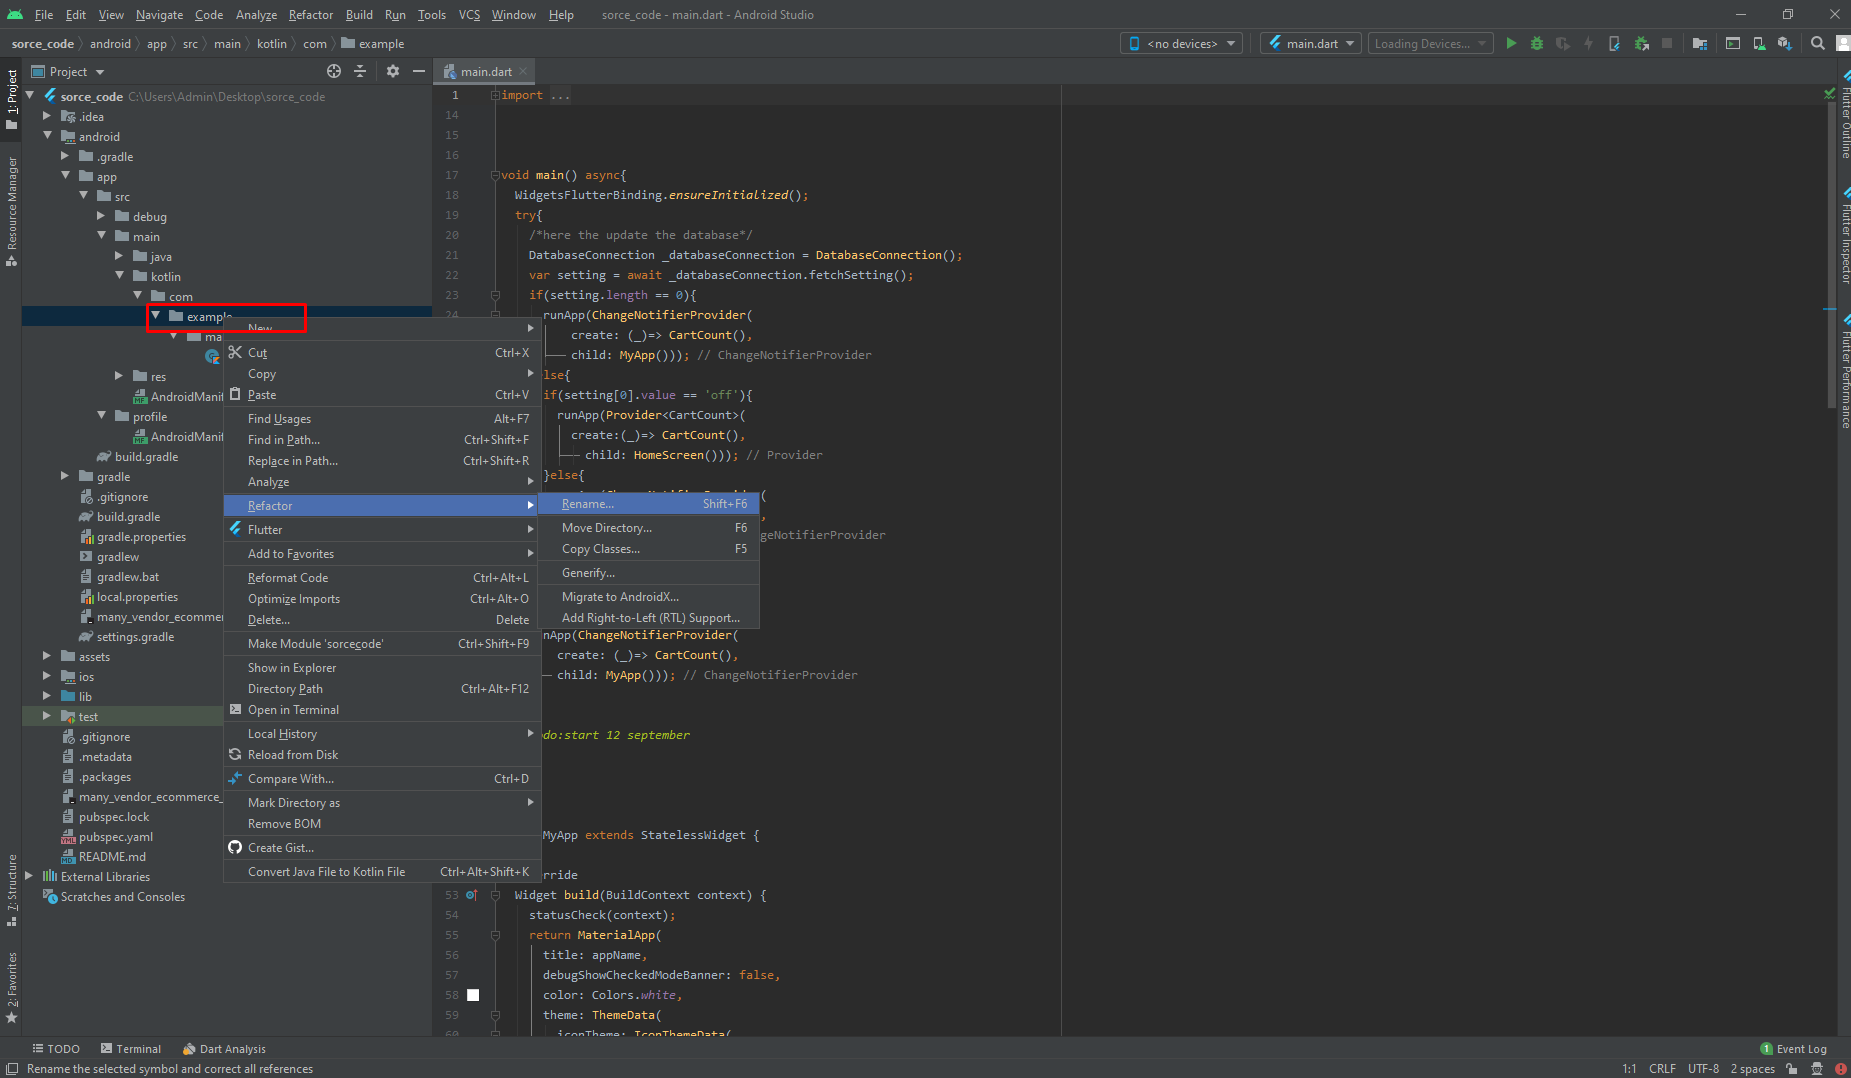 File Edit View Navigate Code Analyze Refactor Build Run Tools VCS Window Help sorce_code - main.dart - Android Studio
sorce_code android app src main kotlin com example <no devices> main.dart Loading Devices...
Project
main.dart
1: Project
Resource Manager
7: Structure
2: Favorites
sorce_code C:\Users\Admin\Desktop\sorce_code
.idea
android
.gradle
app
src
debug
main
java
kotlin
com
example
ma
res
AndroidManif
profile
AndroidManif
build.gradle
gradle
.gitignore
build.gradle
gradle.properties
gradlew
gradlew.bat
local.properties
many_vendor_ecommer
settings.gradle
assets
ios
lib
test
.gitignore
.metadata
.packages
many_vendor_ecommerce_
pubspec.lock
pubspec.yaml
README.md
External Libraries
Scratches and Consoles
New
Cut Ctrl+X
Copy
Paste Ctrl+V
Find Usages Alt+F7
Find in Path... Ctrl+Shift+F
Replace in Path... Ctrl+Shift+R
Analyze
Refactor
Flutter
Add to Favorites
Reformat Code Ctrl+Alt+L
Optimize Imports Ctrl+Alt+O
Delete... Delete
Make Module 'sorcecode' Ctrl+Shift+F9
Show in Explorer
Directory Path Ctrl+Alt+F12
Open in Terminal
Local History
Reload from Disk
Compare With... Ctrl+D
Mark Directory as
Remove BOM
Create Gist...
Convert Java File to Kotlin File Ctrl+Alt+Shift+K
Rename... Shift+F6
Move Directory... F6
Copy Classes... F5
Generify...
Migrate to AndroidX...
Add Right-to-Left (RTL) Support...
1 import ...
14
15
16
17 void main() async{
18 WidgetsFlutterBinding.ensureInitialized();
19 try{
20 /*here the update the database*/
21 DatabaseConnection _databaseConnection = DatabaseConnection();
22 var setting = await _databaseConnection.fetchSetting();
23 if(setting.length == 0){
24 runApp(ChangeNotifierProvider(
create: (_)=> CartCount(),
child: MyApp())); // ChangeNotifierProvider
lse{
if(setting[0].value == 'off'){
runApp(Provider<CartCount>(
create:(_)=> CartCount(),
child: HomeScreen())); // Provider
}else{
(
,
geNotifierProvider
nApp(ChangeNotifierProvider(
create: (_)=> CartCount(),
child: MyApp())); // ChangeNotifierProvider
do:start 12 september
MyApp extends StatelessWidget {
rride
53 Widget build(BuildContext context) {
54 statusCheck(context);
55 return MaterialApp(
56 title: appName,
57 debugShowCheckedModeBanner: false,
58 color: Colors.white,
59 theme: ThemeData(
60 iconTheme: IconThemeData(
Flutter Outline
Flutter Inspector
Flutter Performance
TODO Terminal Dart Analysis 1 Event Log
Rename the selected symbol and correct all references 1:1 CRLF UTF-8 2 spaces